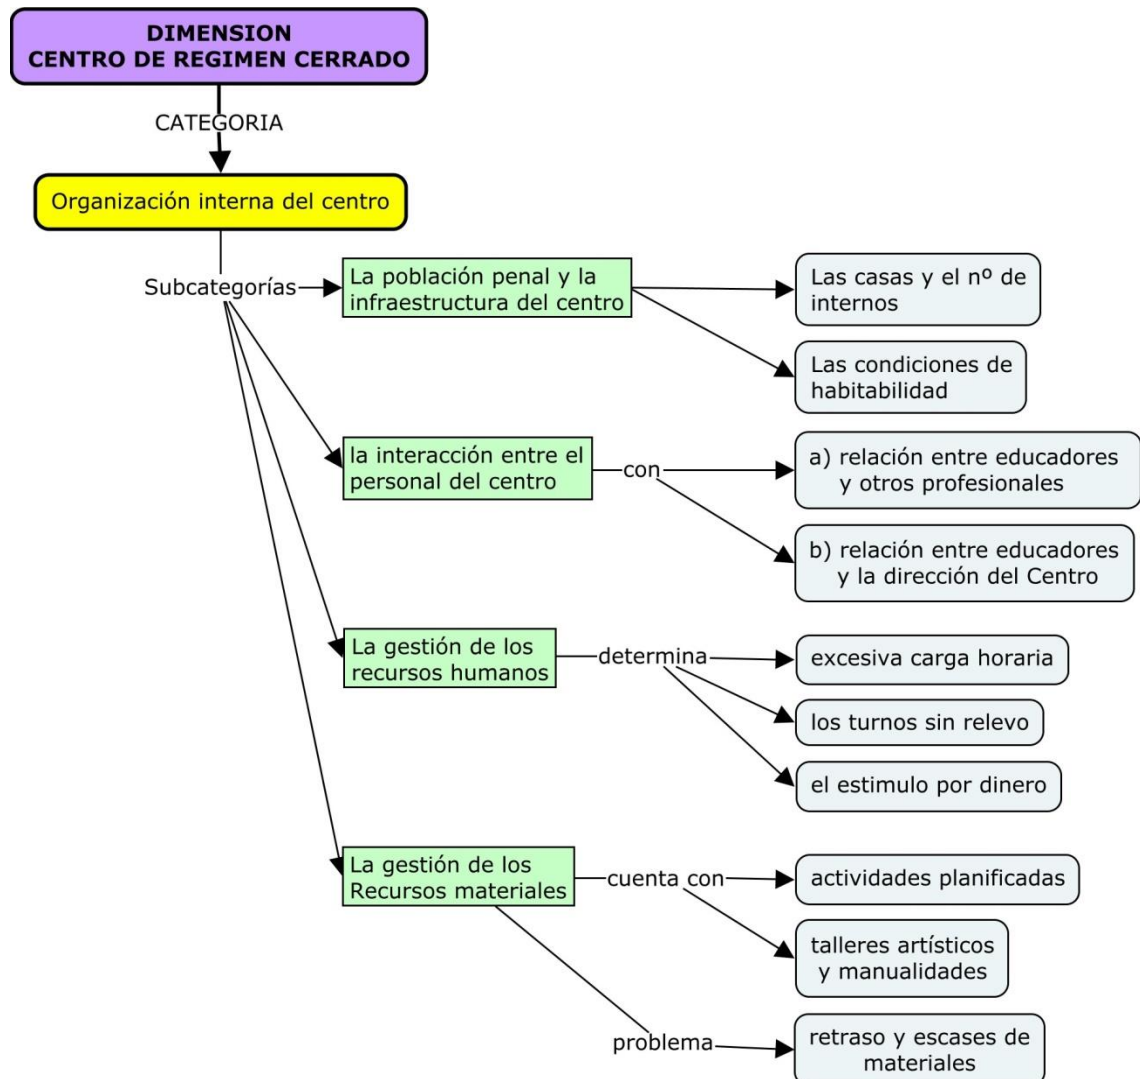 DIMENSION
CENTRO DE REGIMEN CERRADO
CATEGORIA
Organización interna del centro
Subcategorías
La población penal y la
infraestructura del centro
Las casas y el nº de
internos
Las condiciones de
habitabilidad
la interacción entre el
personal del centro
con
a) relación entre educadores
y otros profesionales
b) relación entre educadores
y la dirección del Centro
La gestión de los
recursos humanos
determina
excesiva carga horaria
los turnos sin relevo
el estimulo por dinero
La gestión de los
Recursos materiales
cuenta con
actividades planificadas
talleres artísticos
y manualidades
problema
retraso y escases de
materiales